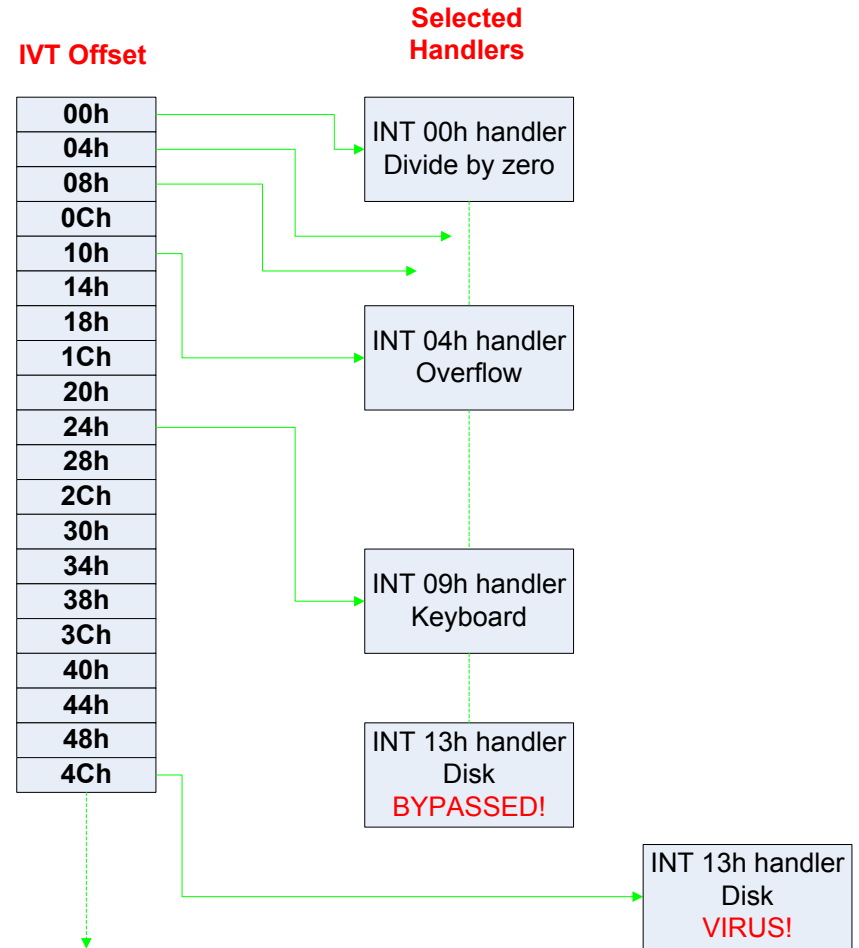 Selected
Handlers
IVT Offset
00h
04h
08h
0Ch
10h
14h
18h
1Ch
20h
24h
28h
2Ch
30h
34h
38h
3Ch
40h
44h
48h
4Ch
INT 00h handler
Divide by zero
INT 04h handler
Overflow
INT 09h handler
Keyboard
INT 13h handler
Disk
BYPASSED!
INT 13h handler
Disk
VIRUS!